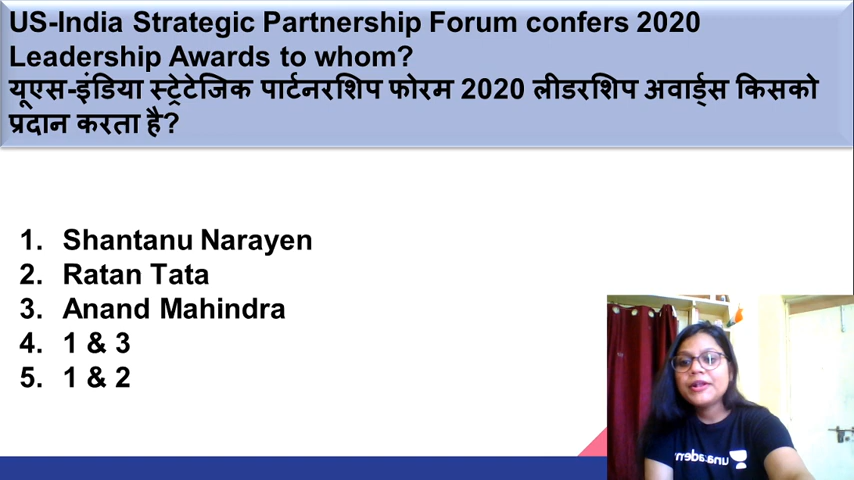 US-India Strategic Partnership Forum confers 2020
Leadership Awards to whom?
यूएस-इंडिया स्ट्रेटेजिक पार्टनरशिप फोरम 2020 लीडरशिप अवार्ड्स किसको
प्रदान करता है?
1. Shantanu Narayen
2. Ratan Tata
3. Anand Mahindra
4. 1 & 3
5. 1 & 2